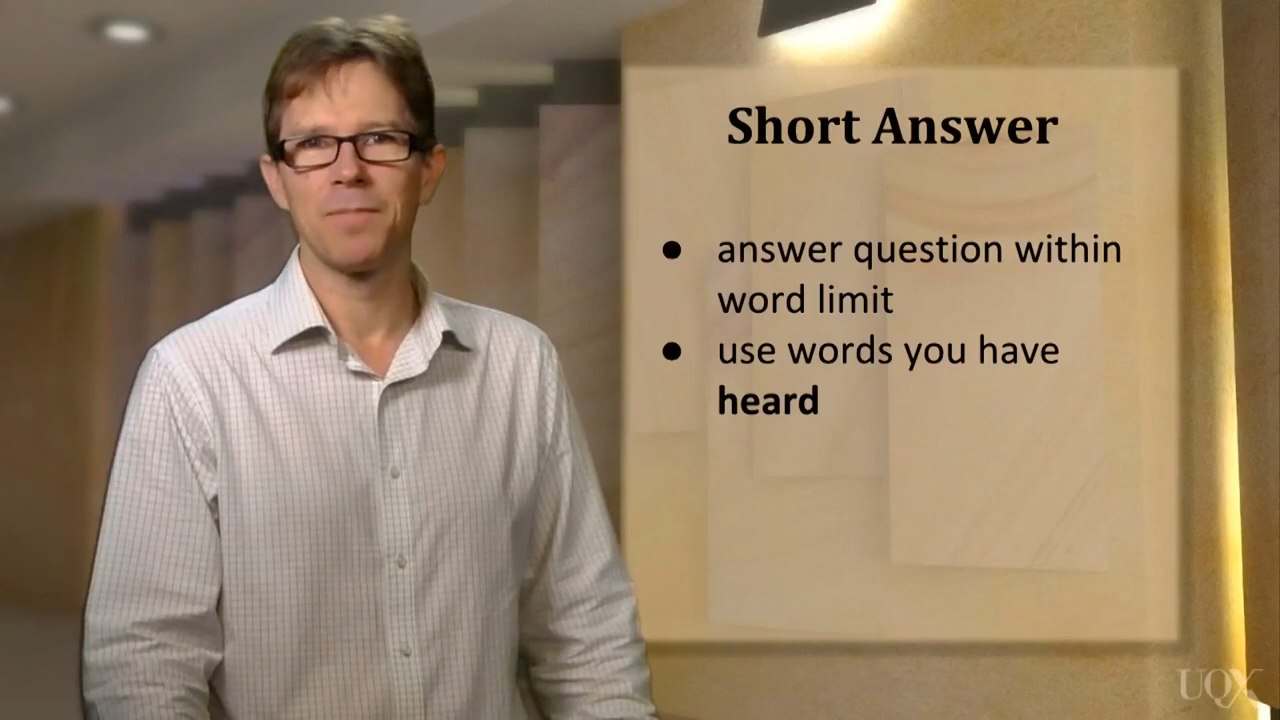 Short Answer
● answer question within
word limit
● use words you have
heard
UQX